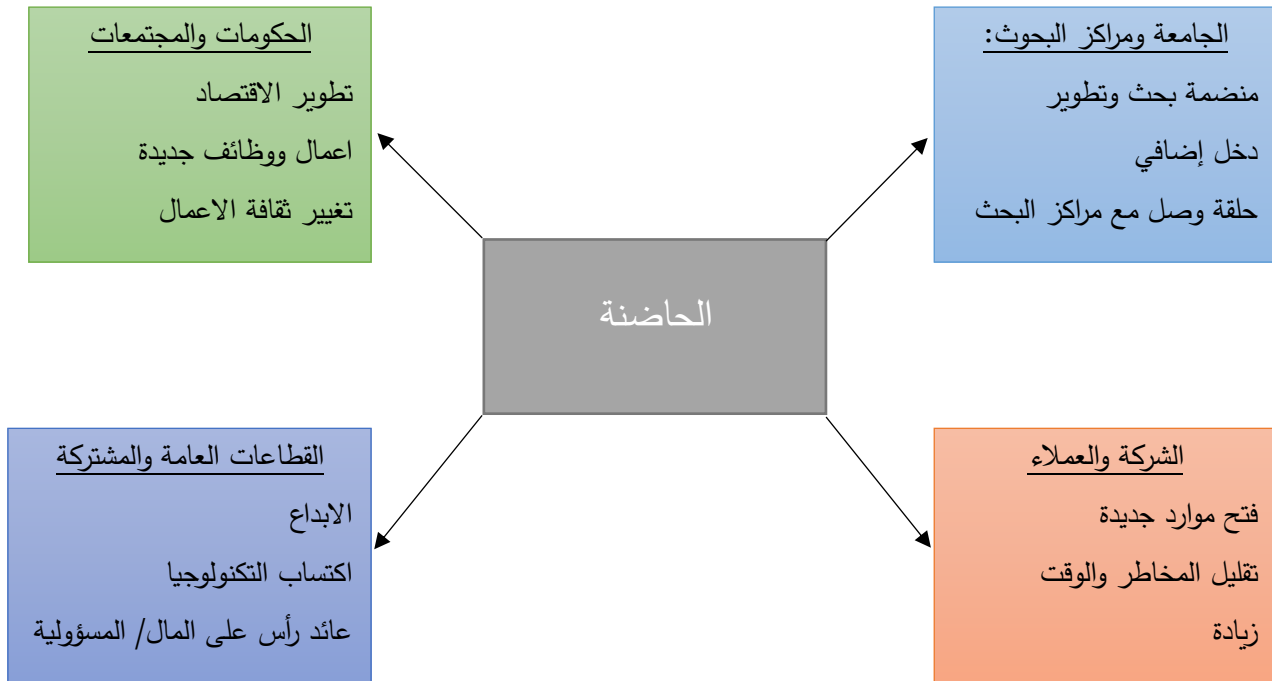 الجامعة ومراكز البحوث:
منضمة بحث وتطوير
دخل إضافي
حلقة وصل مع مراكز البحث
الحكومات والمجتمعات
تطوير الاقتصاد
اعمال ووظائف جديدة
تغيير ثقافة الاعمال
الحاضنة
الشركة والعملاء
فتح موارد جديدة
تقليل المخاطر والوقت
زيادة
القطاعات العامة والمشتركة
الابداع
اكتساب التكنولوجيا
عائد رأس على المال/ المسؤولية